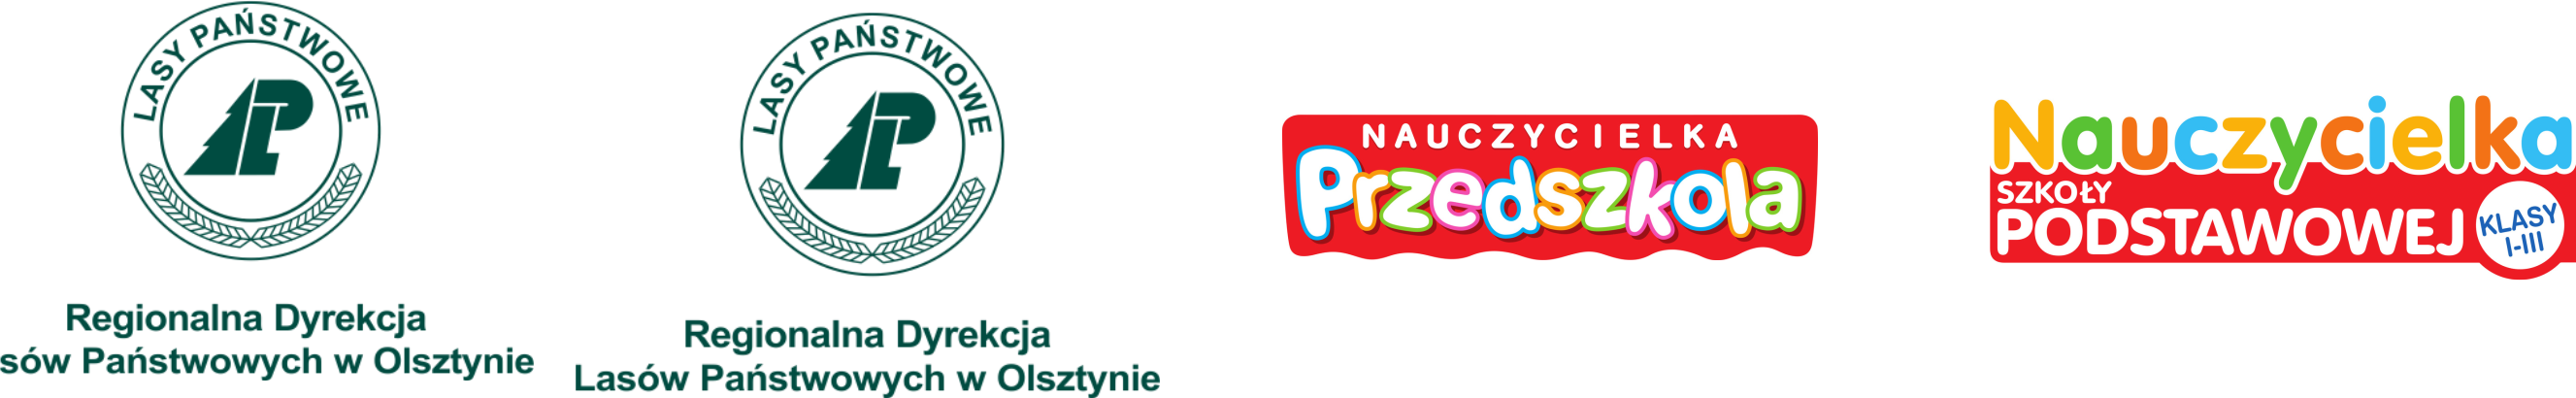 LASY PAŃSTWOWE
Regionalna Dyrekcja
sów Państwowych w Olsztynie
LASY PAŃSTWOWE
Regionalna Dyrekcja
Lasów Państwowych w Olsztynie
NAUCZYCIELKA
Przedszkola
Nauczycielka
SZKOŁY
PODSTAWOWEJ
KLASY
I-III